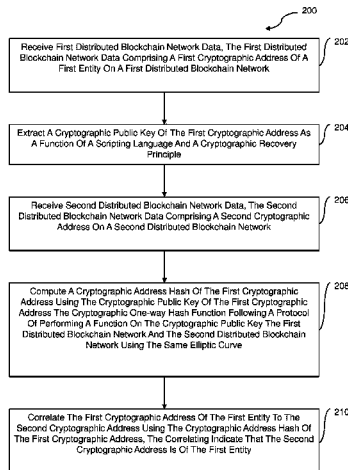 200
202
Receive First Distributed Blockchain Network Data, The First Distributed
Blockchain Network Data Comprising A First Cryptographic Address Of A
First Entity On A First Distributed Blockchain Network
204
Extract A Cryptographic Public Key Of The First Cryptographic Address As
A Function Of A Scripting Language And A Cryptographic Recovery
Principle
206
Receive Second Distributed Blockchain Network Data, The Second
Distributed Blockchain Network Data Comprising A Second Cryptographic
Address On A Second Distributed Blockchain Network
208
Compute A Cryptographic Address Hash Of The First Cryptographic
Address Using The Cryptographic Public Key Of The First Cryptographic
Address The Cryptographic One-way Hash Function Following A Protocol
Of Performing A Function On The Cryptographic Public Key The First
Distributed Blockchain Network And The Second Distributed Blockchain
Network Using The Same Elliptic Curve
210
Correlate The First Cryptographic Address Of The First Entity To The
Second Cryptographic Address Using The Cryptographic Address Hash Of
The First Cryptographic Address, The Correlating Indicate That The Second
Cryptographic Address Is Of The First Entity